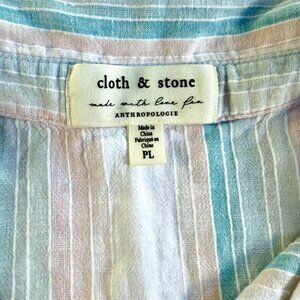 cloth & stone
made with love for
ANTHROPOLOGIE
Made in
China
Fabriqué en
Chine
PL